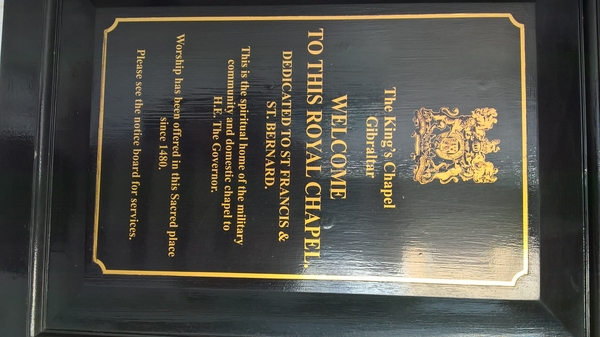 The King's Chapel
Gibraltar
WELCOME
TO THIS ROYAL CHAPEL,
DEDICATED TO ST FRANCIS &
ST. BERNARD.
This is the spiritual home of the military
community and domestic chapel to
H.E. The Governor.
Worship has been offered in this Sacred place
since 1480.
Please see the notice board for services.